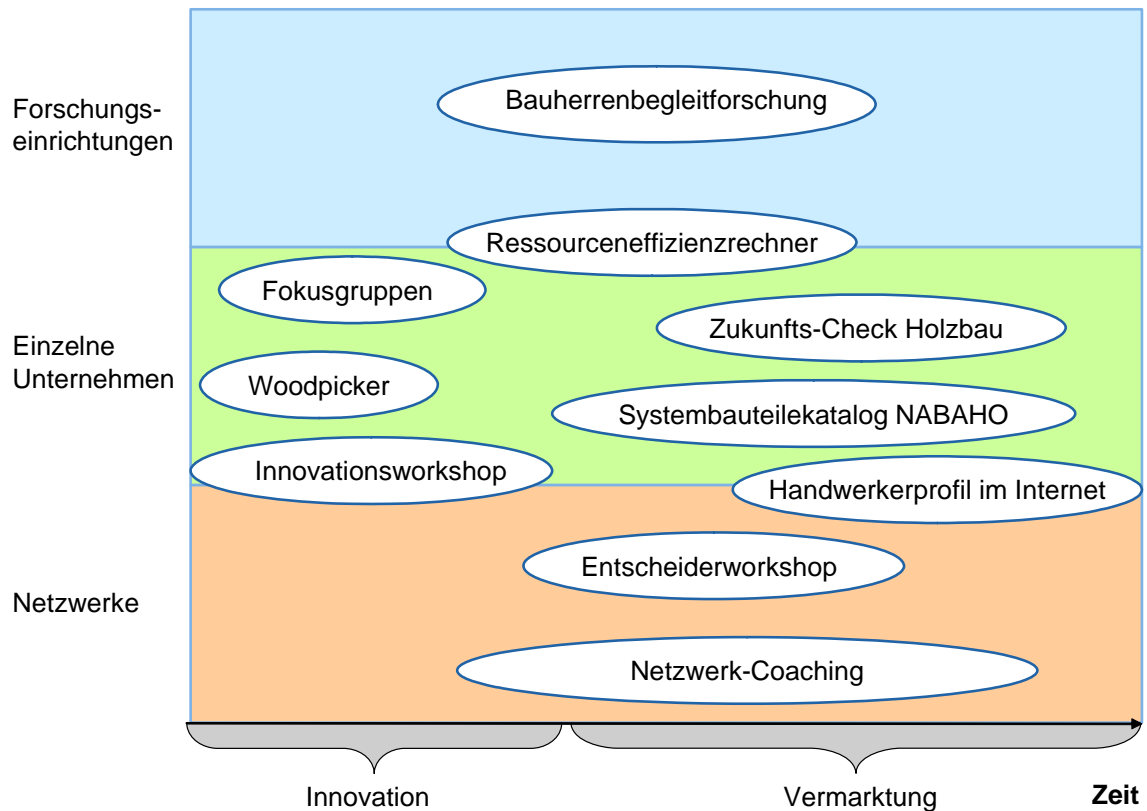 Forschungs-
einrichtungen
Bauherrenbegleitforschung
Ressourceneffizienzrechner
Fokusgruppen
Zukunfts-Check Holzbau
Einzelne
Unternehmen
Woodpicker
Systembauteilekatalog NABAHO
Innovationsworkshop
Handwerkerprofil im Internet
Entscheiderworkshop
Netzwerke
Netzwerk-Coaching
Innovation
Vermarktung
Zeit